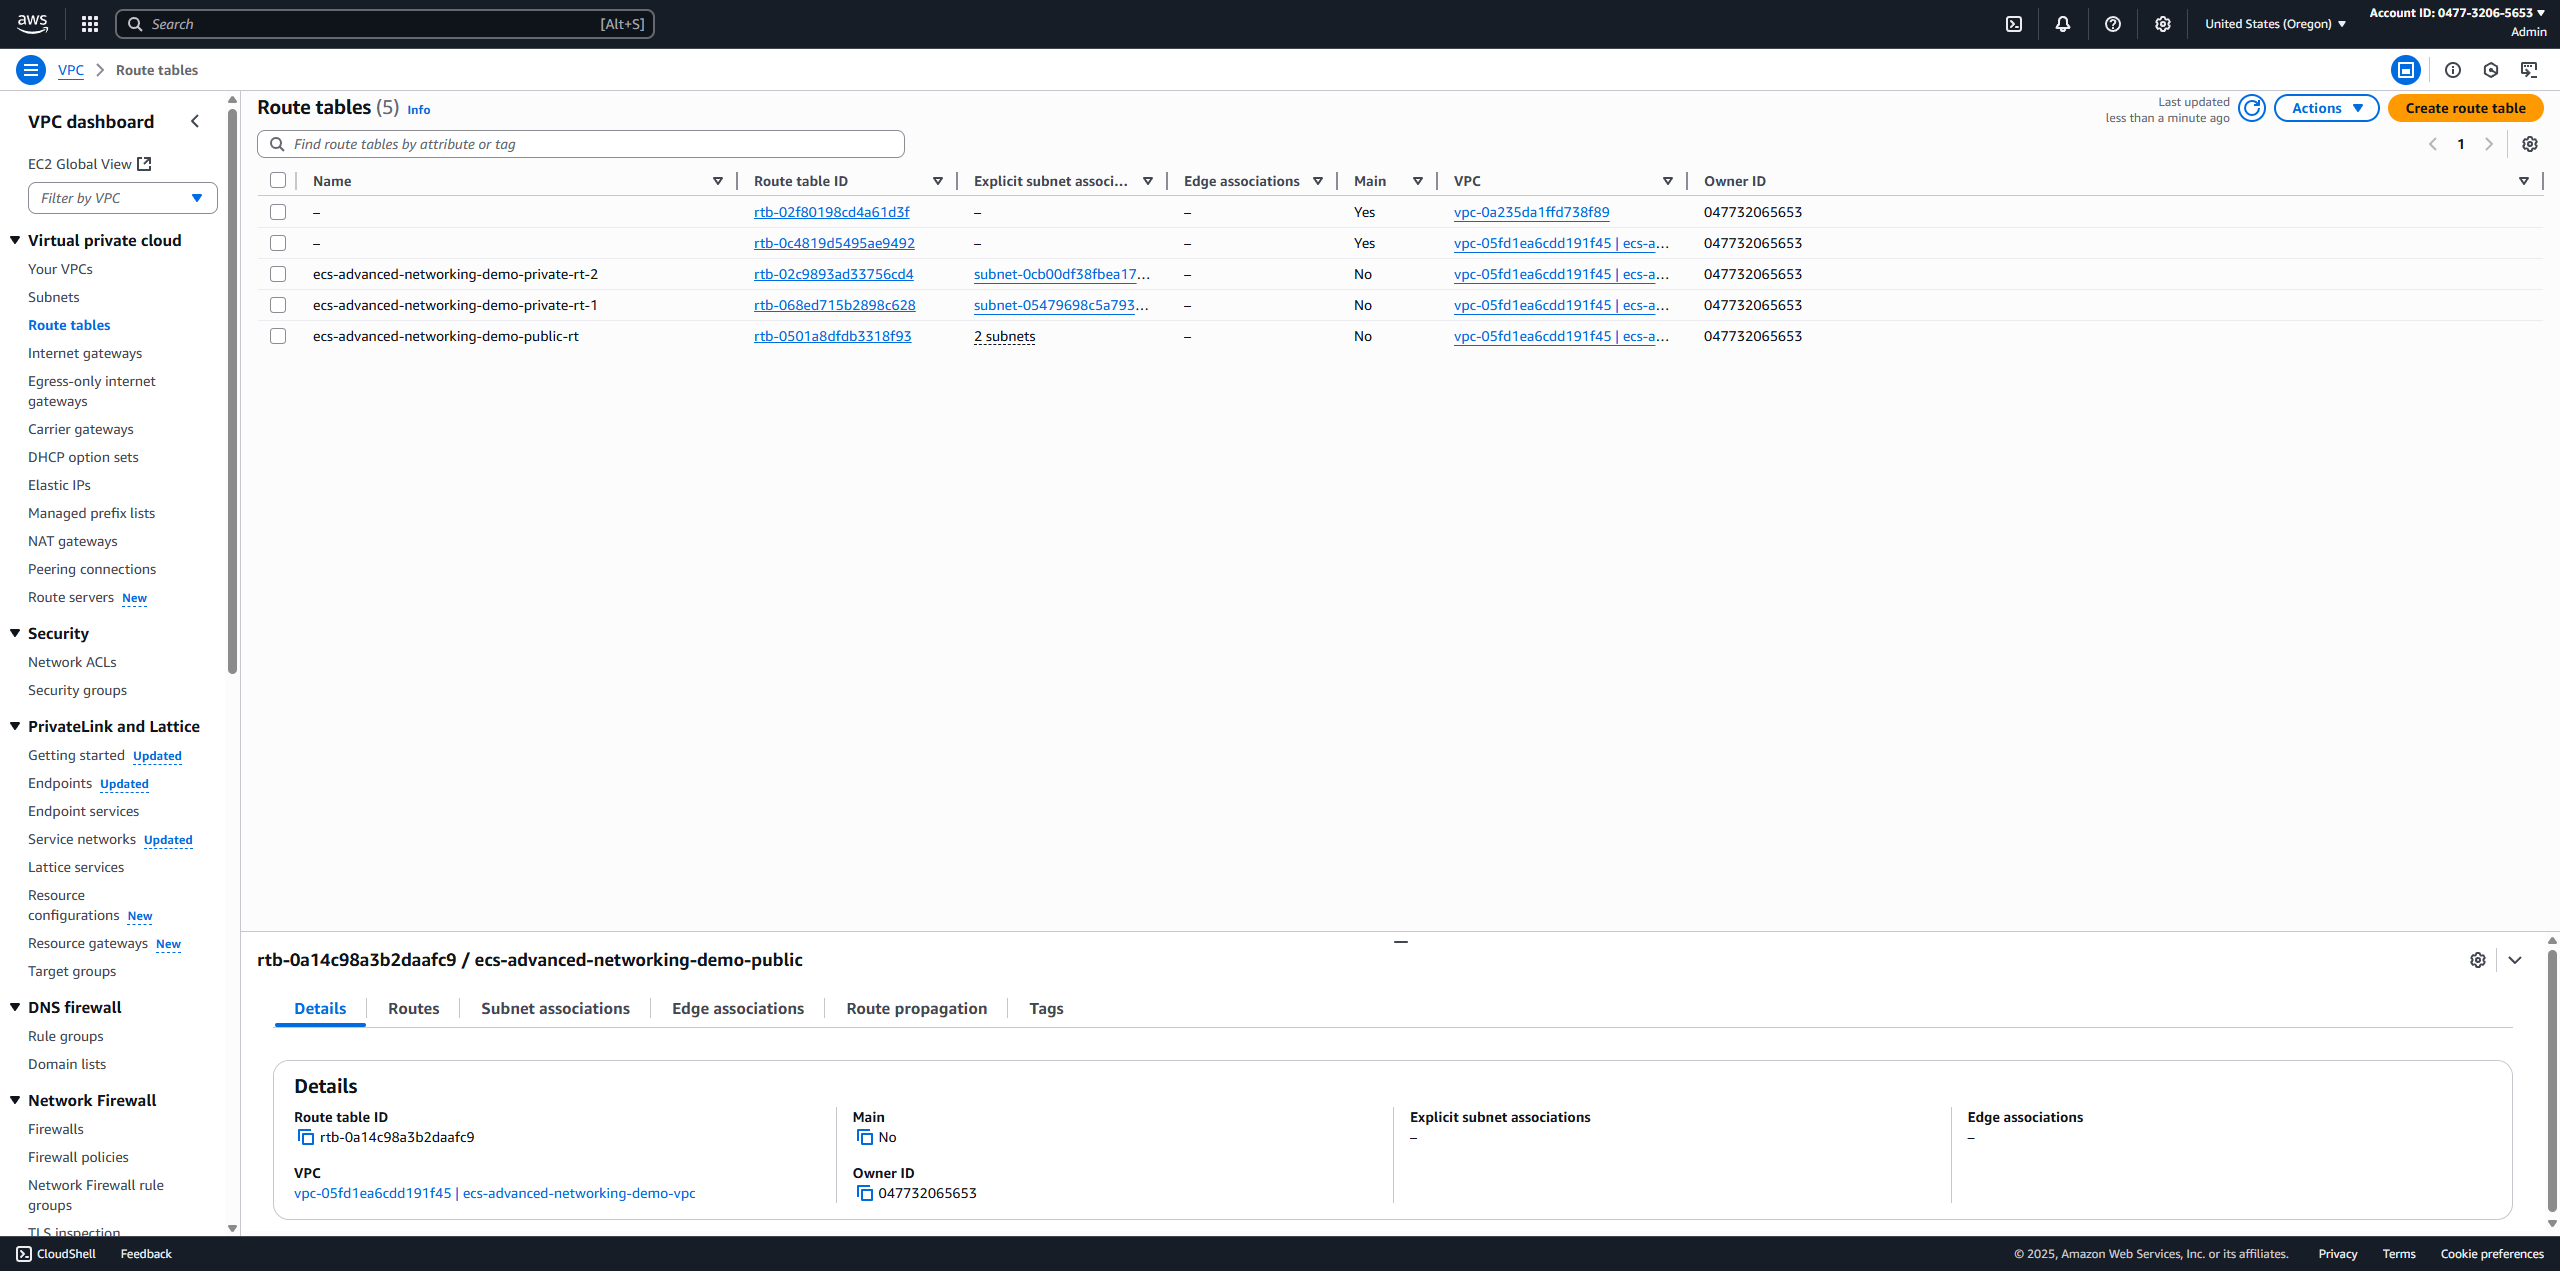 aws
Search [Alt+S]
United States (Oregon)
Account ID: 0477-3206-5653
Admin
VPC
Route tables
VPC dashboard
EC2 Global View
Filter by VPC
Virtual private cloud
Your VPCs
Subnets
Route tables
Internet gateways
Egress-only internet
gateways
Carrier gateways
DHCP option sets
Elastic IPs
Managed prefix lists
NAT gateways
Peering connections
Route servers New
Security
Network ACLs
Security groups
PrivateLink and Lattice
Getting started Updated
Endpoints Updated
Endpoint services
Service networks Updated
Lattice services
Resource
configurations New
Resource gateways New
Target groups
DNS firewall
Rule groups
Domain lists
Network Firewall
Firewalls
Firewall policies
Network Firewall rule
groups
TLS inspection
Route tables (5) Info
Last updated
less than a minute ago
Actions
Create route table
Find route tables by attribute or tag
1
Name Route table ID Explicit subnet associ... Edge associations Main VPC Owner ID
– rtb-02f80198cd4a61d3f – – Yes vpc-0a235da1ffd738f89 047732065653
– rtb-0c4819d5495ae9492 – – Yes vpc-05fd1ea6cdd191f45 | ecs-a... 047732065653
ecs-advanced-networking-demo-private-rt-2 rtb-02c9893ad33756cd4 subnet-0cb00df38fbea17... – No vpc-05fd1ea6cdd191f45 | ecs-a... 047732065653
ecs-advanced-networking-demo-private-rt-1 rtb-068ed715b2898c628 subnet-05479698c5a793... – No vpc-05fd1ea6cdd191f45 | ecs-a... 047732065653
ecs-advanced-networking-demo-public-rt rtb-0501a8dfdb3318f93 2 subnets – No vpc-05fd1ea6cdd191f45 | ecs-a... 047732065653
rtb-0a14c98a3b2daafc9 / ecs-advanced-networking-demo-public
Details Routes Subnet associations Edge associations Route propagation Tags
Details
Route table ID
rtb-0a14c98a3b2daafc9
Main
No
Explicit subnet associations
–
Edge associations
–
VPC
vpc-05fd1ea6cdd191f45 | ecs-advanced-networking-demo-vpc
Owner ID
047732065653
CloudShell Feedback
© 2025, Amazon Web Services, Inc. or its affiliates. Privacy Terms Cookie preferences